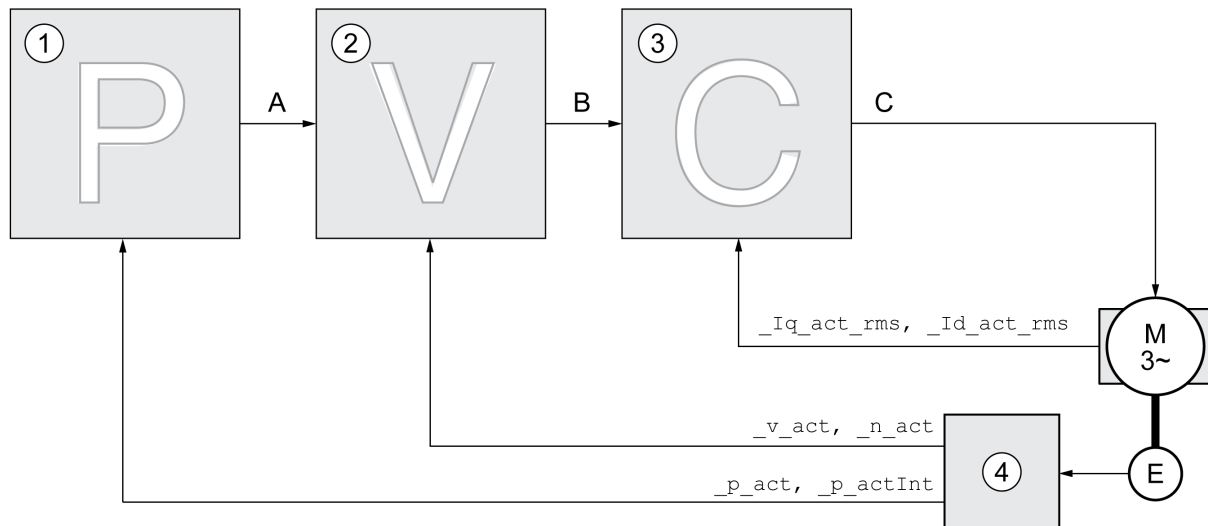 1
P
A
2
V
B
3
C
C
_Iq_act_rms, _Id_act_rms
M
3~
_v_act, _n_act
_p_act, _p_actInt
4
E